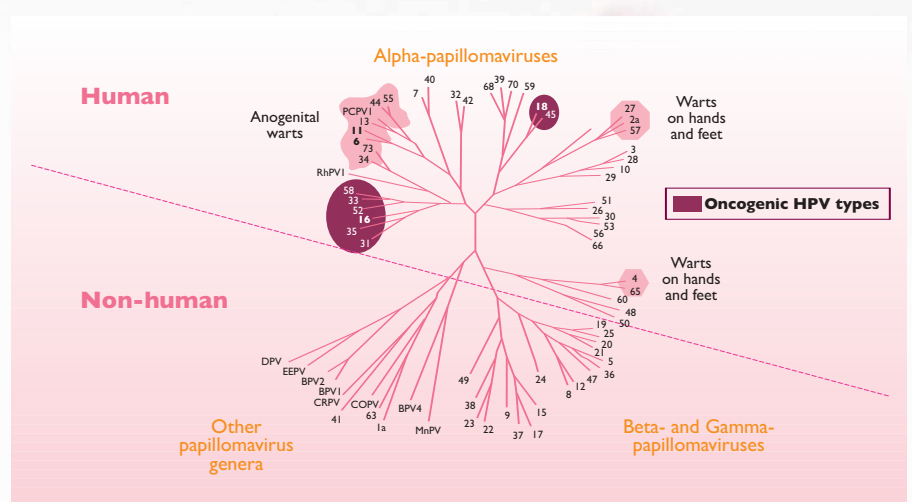 Alpha-papillomaviruses
Human
Anogenital
warts
PCPV1
44
55
13
11
6
73
34
RhPV1
7
40
32
42
68
39
70
59
18
45
27
2a
57
Warts
on hands
and feet
3
28
10
29
58
33
52
16
35
31
51
26
30
53
56
66
Oncogenic HPV types
Non-human
4
65
60
48
50
Warts
on hands
and feet
19
25
20
21
5
36
47
12
8
24
15
17
37
9
22
23
38
49
MnPV
BPV4
1a
63
COPV
41
CRPV
BPV1
BPV2
EEPV
DPV
Other
papillomavirus
genera
Beta- and Gamma-
papillomaviruses